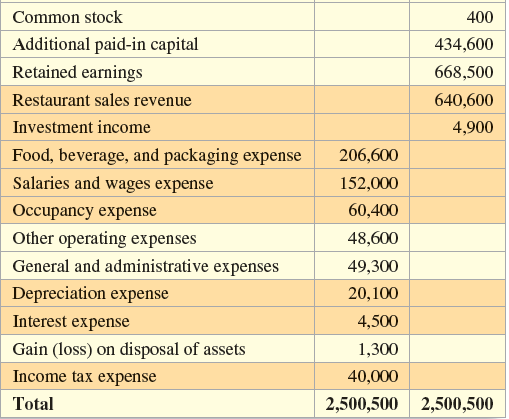 Common stock 400
Additional paid-in capital 434,600
Retained earnings 668,500
Restaurant sales revenue 640,600
Investment income 4,900
Food, beverage, and packaging expense 206,600
Salaries and wages expense 152,000
Occupancy expense 60,400
Other operating expenses 48,600
General and administrative expenses 49,300
Depreciation expense 20,100
Interest expense 4,500
Gain (loss) on disposal of assets 1,300
Income tax expense 40,000
Total 2,500,500 2,500,500